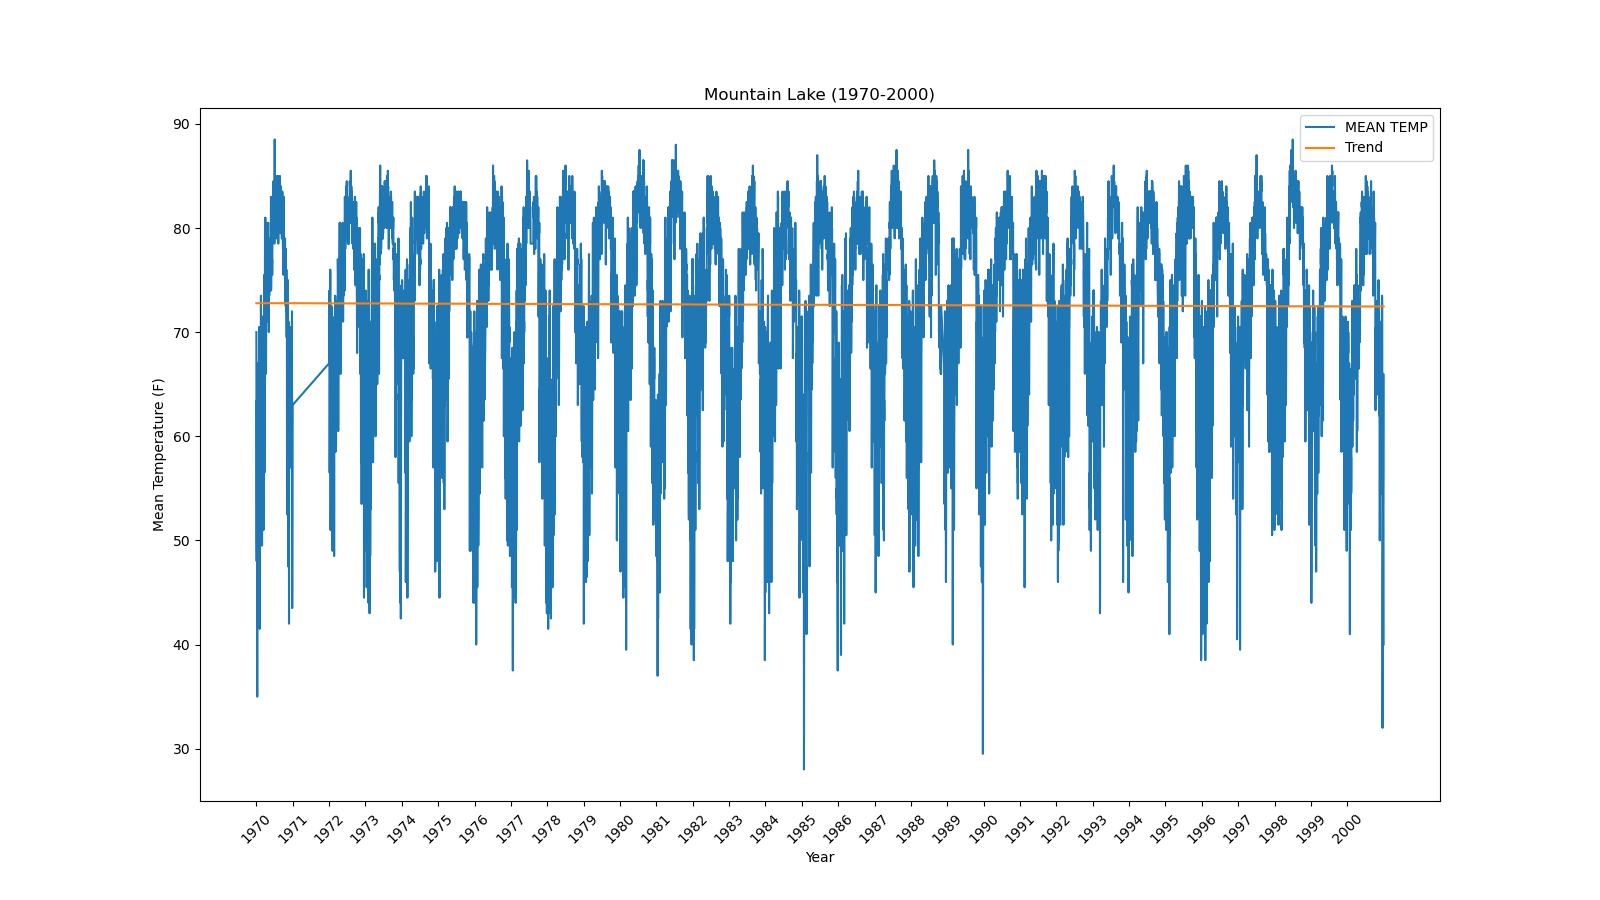 Mountain Lake (1970-2000)
MEAN TEMP
Trend
Mean Temperature (F)
90
80
70
60
50
40
30
1970 1971 1972 1973 1974 1975 1976 1977 1978 1979 1980 1981 1982 1983 1984 1985 1986 1987 1988 1989 1990 1991 1992 1993 1994 1995 1996 1997 1998 1999 2000
Year